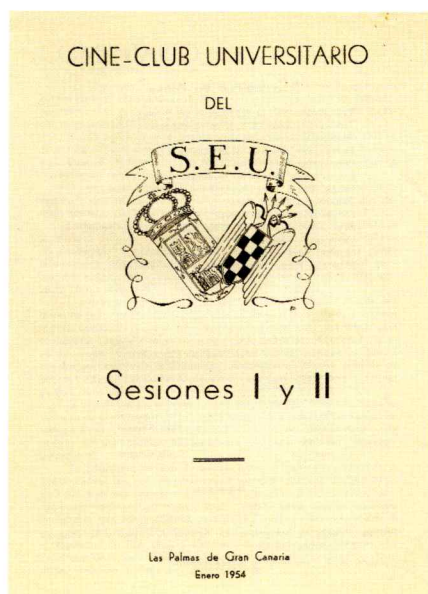 CINE-CLUB UNIVERSITARIO
DEL
S. E. U.
Sesiones I y II
Las Palmas de Gran Canaria
Enero 1954